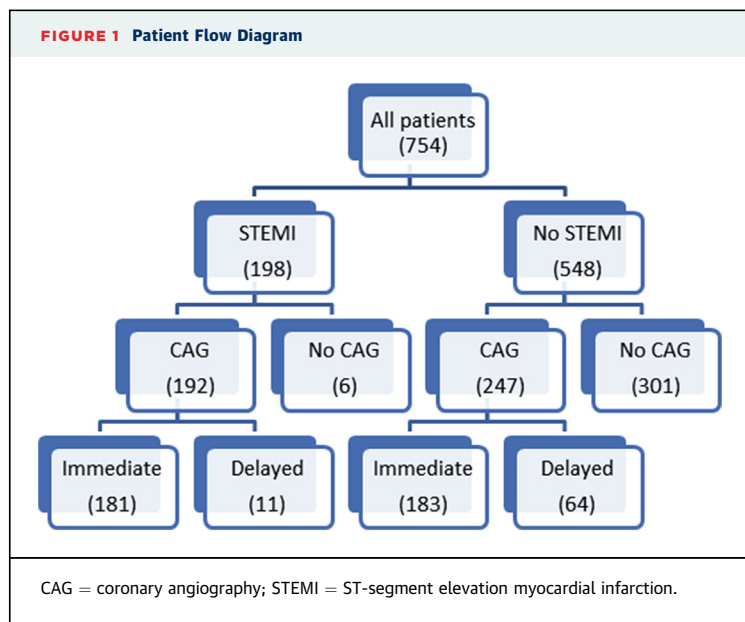 FIGURE 1 Patient Flow Diagram
All patients
(754)
STEMI
(198)
No STEMI
(548)
CAG
(192)
No CAG
(6)
CAG
(247)
No CAG
(301)
Immediate
(181)
Delayed
(11)
Immediate
(183)
Delayed
(64)
CAG = coronary angiography; STEMI = ST-segment elevation myocardial infarction.